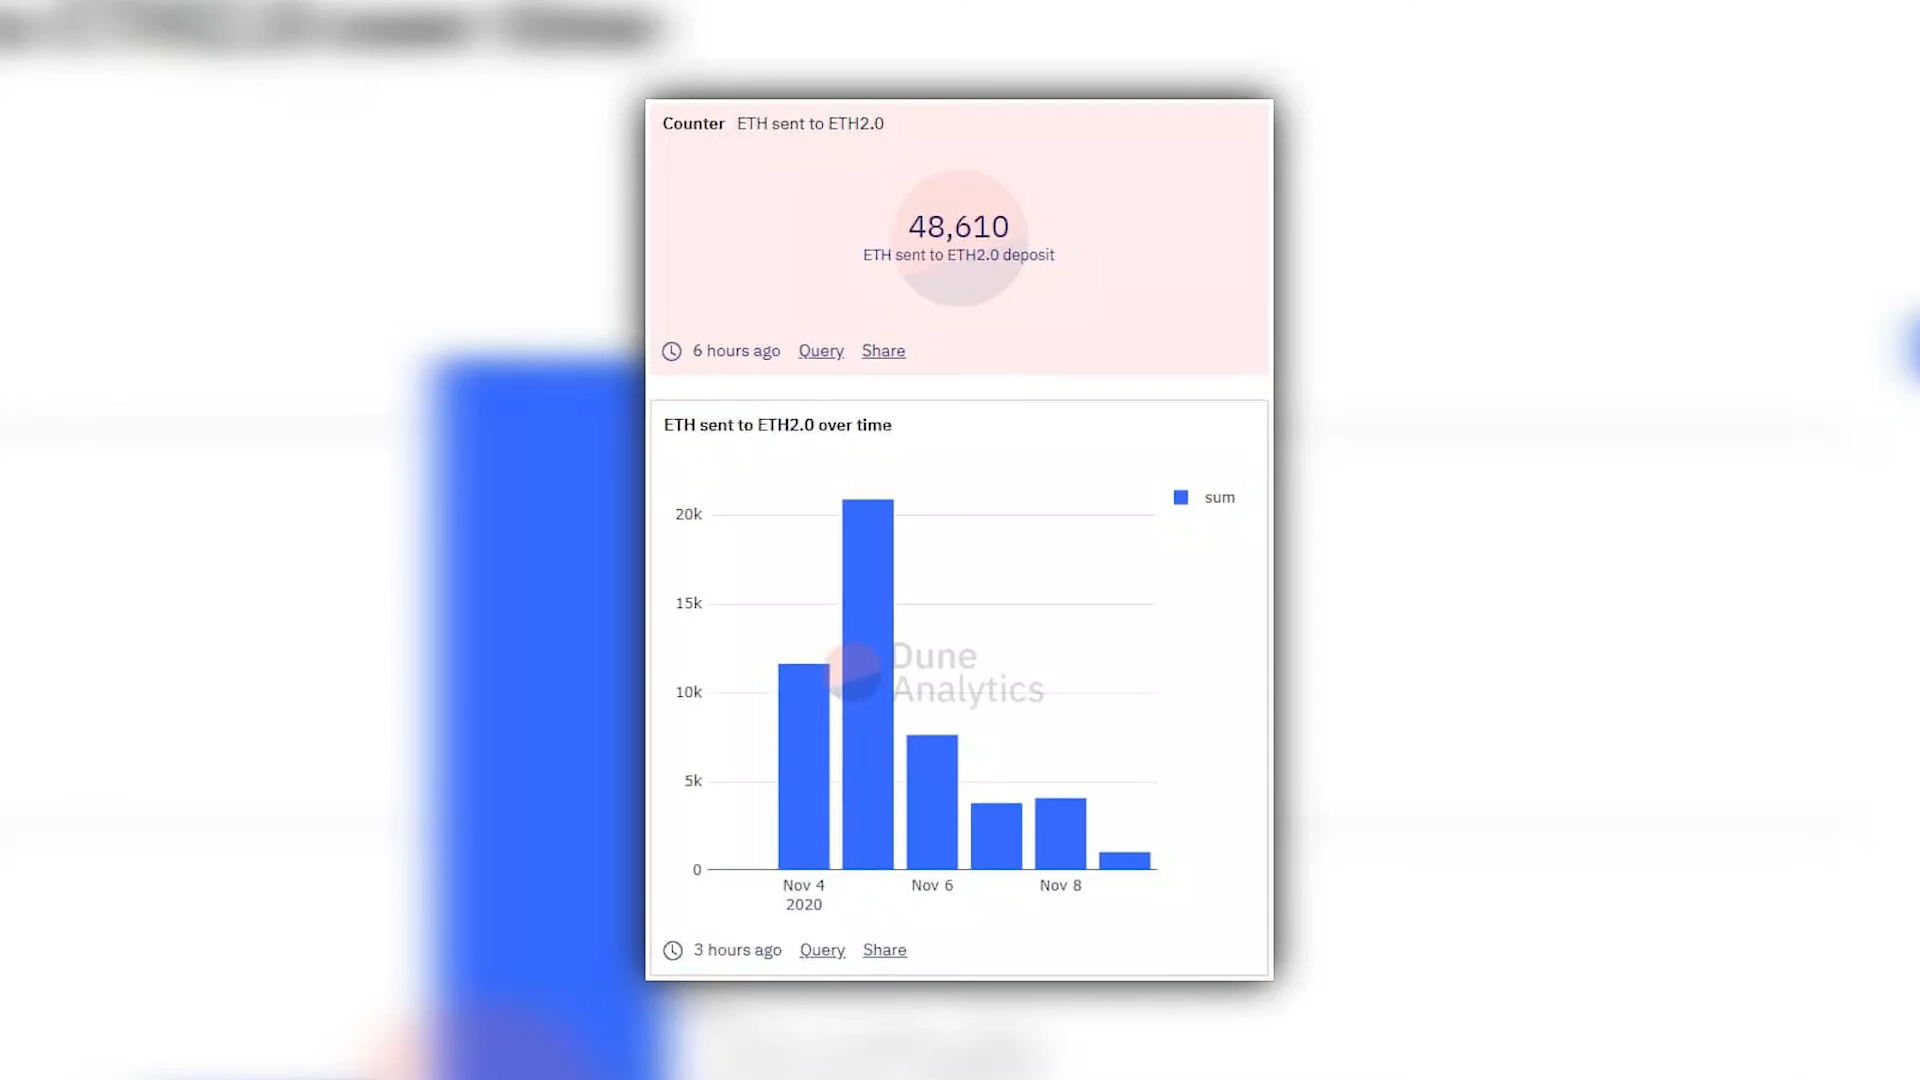 Counter ETH sent to ETH2.0
48,610
ETH sent to ETH2.0 deposit
6 hours ago Query Share
ETH sent to ETH2.0 over time
sum
20k
15k
10k
5k
0
Dune
Analytics
Nov 4 Nov 6 Nov 8
2020
3 hours ago Query Share